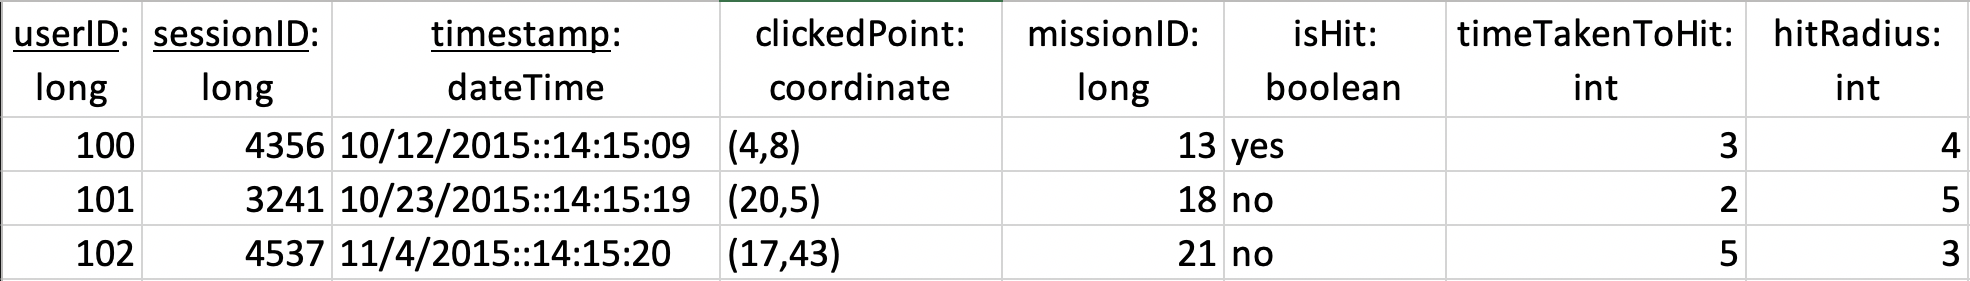 userID: sessionID: timestamp: clickedPoint: missionID: isHit: timeTakenToHit: hitRadius:
long long dateTime coordinate long boolean int int
100 4356 10/12/2015::14:15:09 (4,8) 13 yes 3 4
101 3241 10/23/2015::14:15:19 (20,5) 18 no 2 5
102 4537 11/4/2015::14:15:20 (17,43) 21 no 5 3